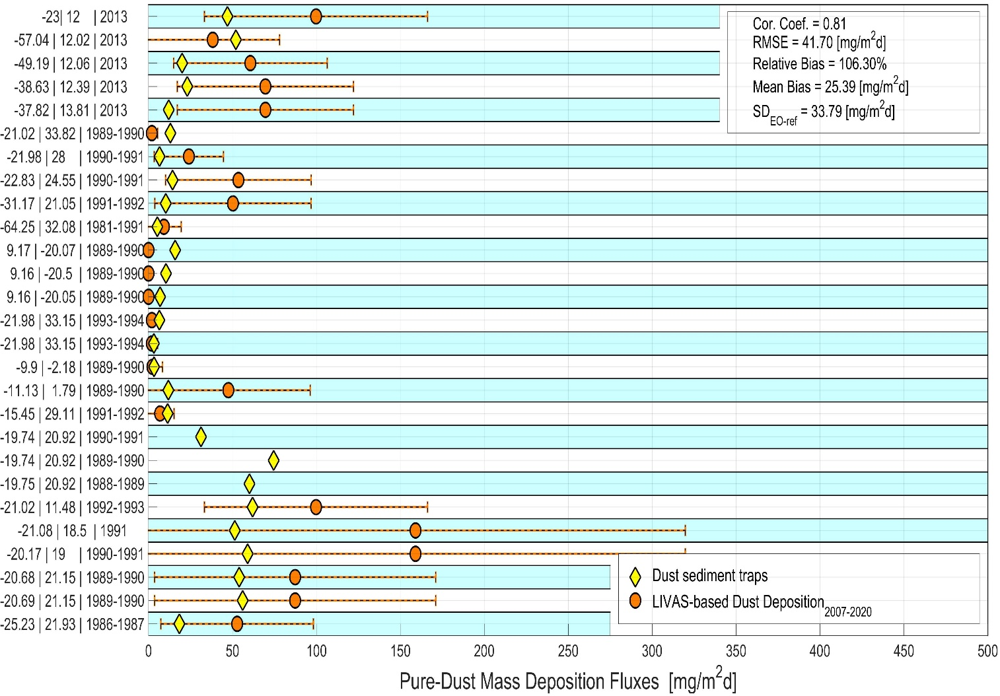 -23| 12 | 2013
-57.04 | 12.02 | 2013
-49.19 | 12.06 | 2013
-38.63 | 12.39 | 2013
-37.82 | 13.81 | 2013
-21.02 | 33.82 | 1989-1990
-21.98 | 28 | 1990-1991
-22.83 | 24.55 | 1990-1991
-31.17 | 21.05 | 1991-1992
-64.25 | 32.08 | 1981-1991
9.17 | -20.07 | 1989-1990
9.16 | -20.5 | 1989-1990
9.16 | -20.05 | 1989-1990
-21.98 | 33.15 | 1993-1994
-21.98 | 33.15 | 1993-1994
-9.9 | -2.18 | 1989-1990
-11.13 | 1.79 | 1989-1990
-15.45 | 29.11 | 1991-1992
-19.74 | 20.92 | 1990-1991
-19.74 | 20.92 | 1989-1990
-19.75 | 20.92 | 1988-1989
-21.02 | 11.48 | 1992-1993
-21.08 | 18.5 | 1991
-20.17 | 19 | 1990-1991
-20.68 | 21.15 | 1989-1990
-20.69 | 21.15 | 1989-1990
-25.23 | 21.93 | 1986-1987
Cor. Coef. = 0.81
RMSE = 41.70 [mg/m²d]
Relative Bias = 106.30%
Mean Bias = 25.39 [mg/m²d]
SD EO-ref = 33.79 [mg/m²d]
Dust sediment traps
LIVAS-based Dust Deposition 2007-2020
0 50 100 150 200 250 300 350 400 450 500
Pure-Dust Mass Deposition Fluxes [mg/m²d]